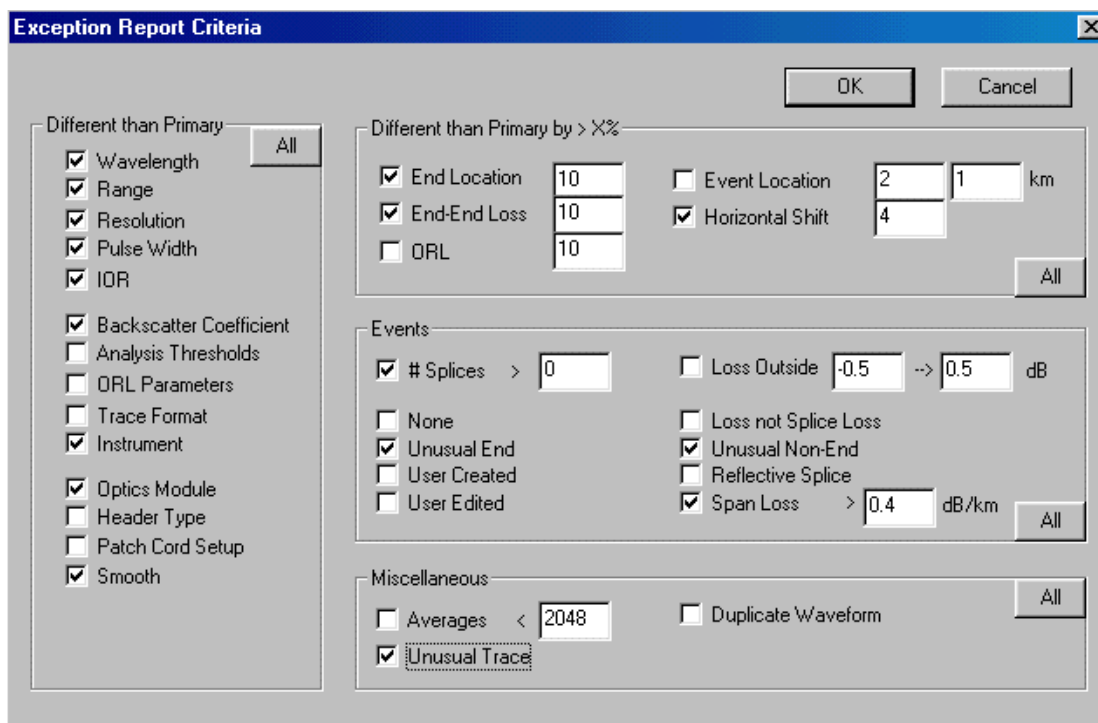 Exception Report Criteria
OK
Cancel
Different than Primary
All
Wavelength
Range
Resolution
Pulse Width
IOR
Backscatter Coefficient
Analysis Thresholds
ORL Parameters
Trace Format
Instrument
Optics Module
Header Type
Patch Cord Setup
Smooth
Different than Primary by > X%
End Location 10
Event Location 2 1 km
End-End Loss 10
Horizontal Shift 4
ORL 10
All
Events
# Splices > 0
Loss Outside -0.5 --> 0.5 dB
None
Loss not Splice Loss
Unusual End
Unusual Non-End
User Created
Reflective Splice
User Edited
Span Loss > 0.4 dB/km
All
Miscellaneous
All
Averages < 2048
Duplicate Waveform
Unusual Trace